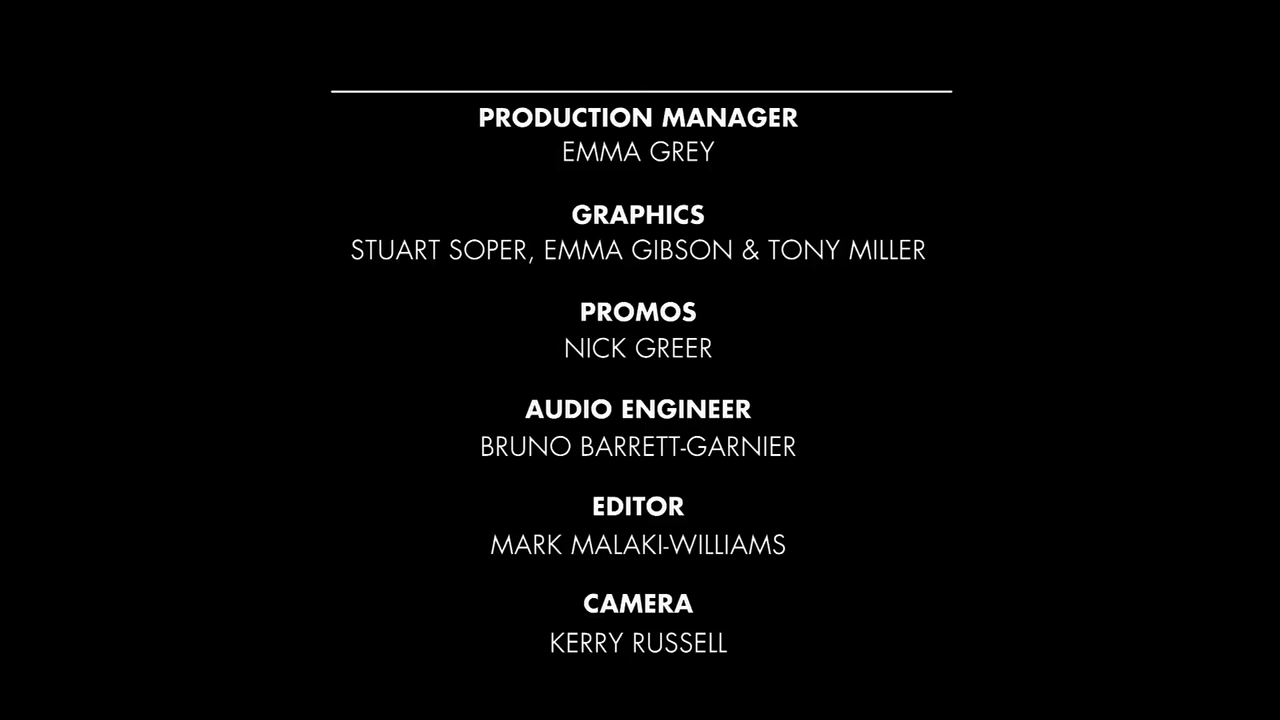 PRODUCTION MANAGER
EMMA GREY
GRAPHICS
STUART SOPER, EMMA GIBSON & TONY MILLER
PROMOS
NICK GREER
AUDIO ENGINEER
BRUNO BARRETT-GARNIER
EDITOR
MARK MALAKI-WILLIAMS
CAMERA
KERRY RUSSELL